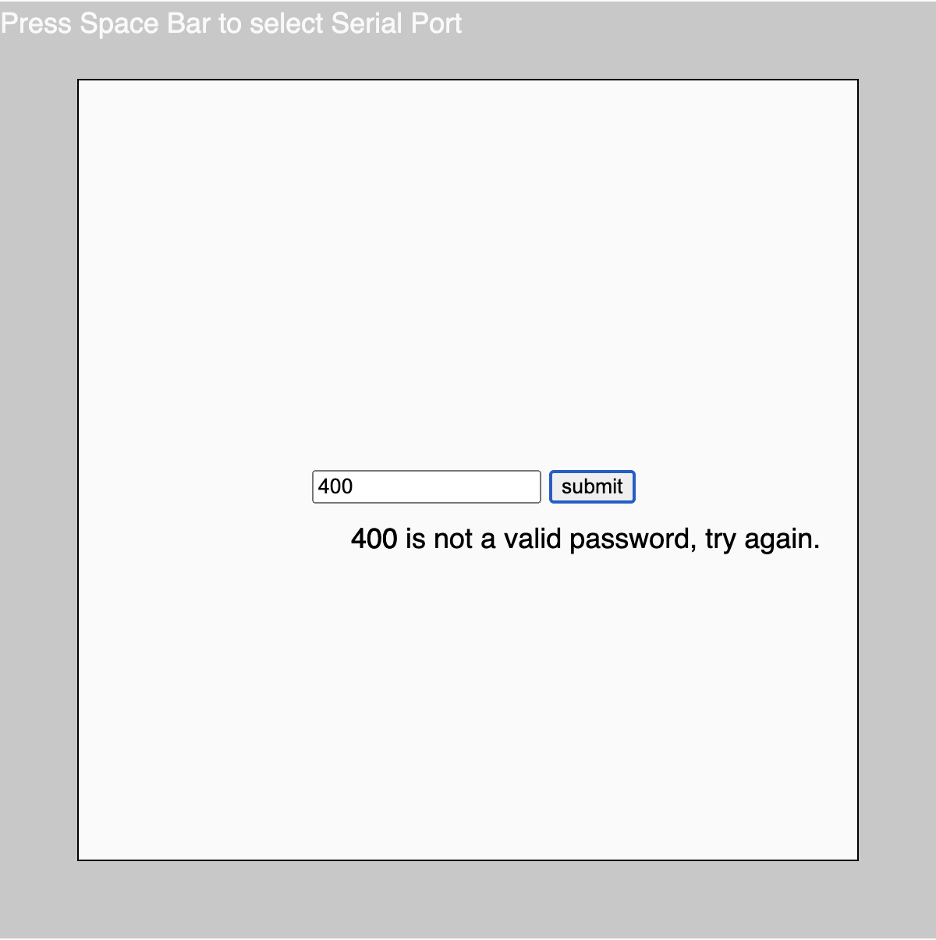 Press Space Bar to select Serial Port
400 submit
400 is not a valid password, try again.